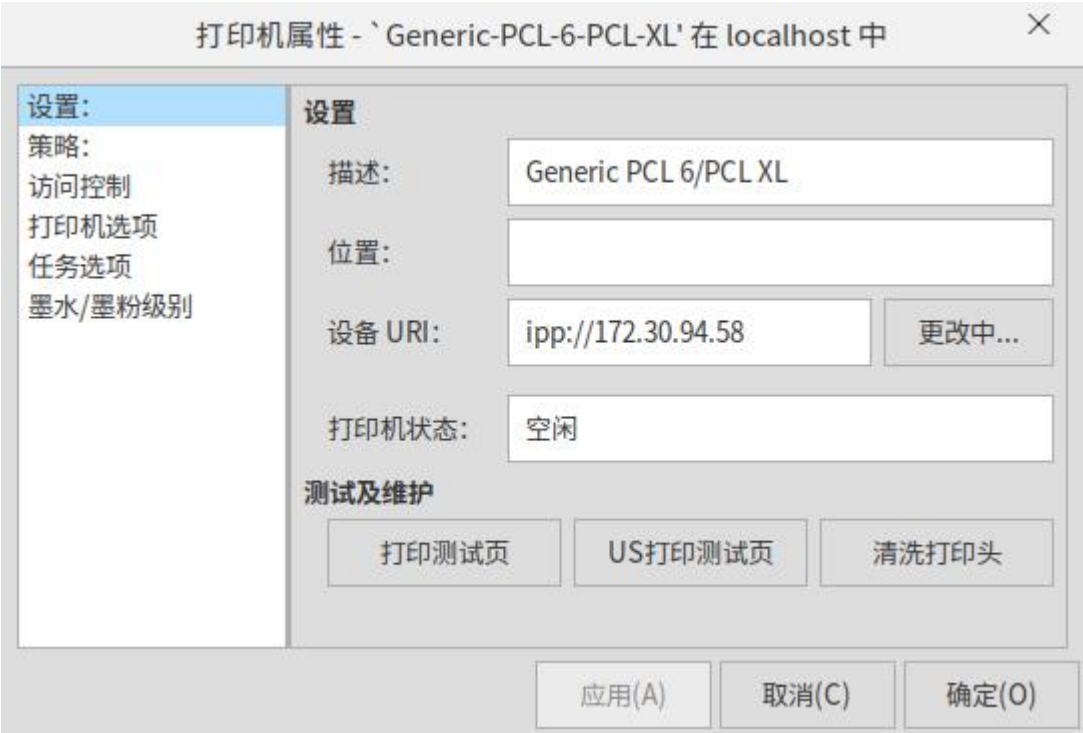 打印机属性 - `Generic-PCL-6-PCL-XL' 在 localhost 中
设置：
策略：
访问控制
打印机选项
任务选项
墨水/墨粉级别
设置
描述： Generic PCL 6/PCL XL
位置：
设备 URI： ipp://172.30.94.58 更改中...
打印机状态： 空闲
测试及维护
打印测试页 US打印测试页 清洗打印头
应用(A) 取消(C) 确定(O)